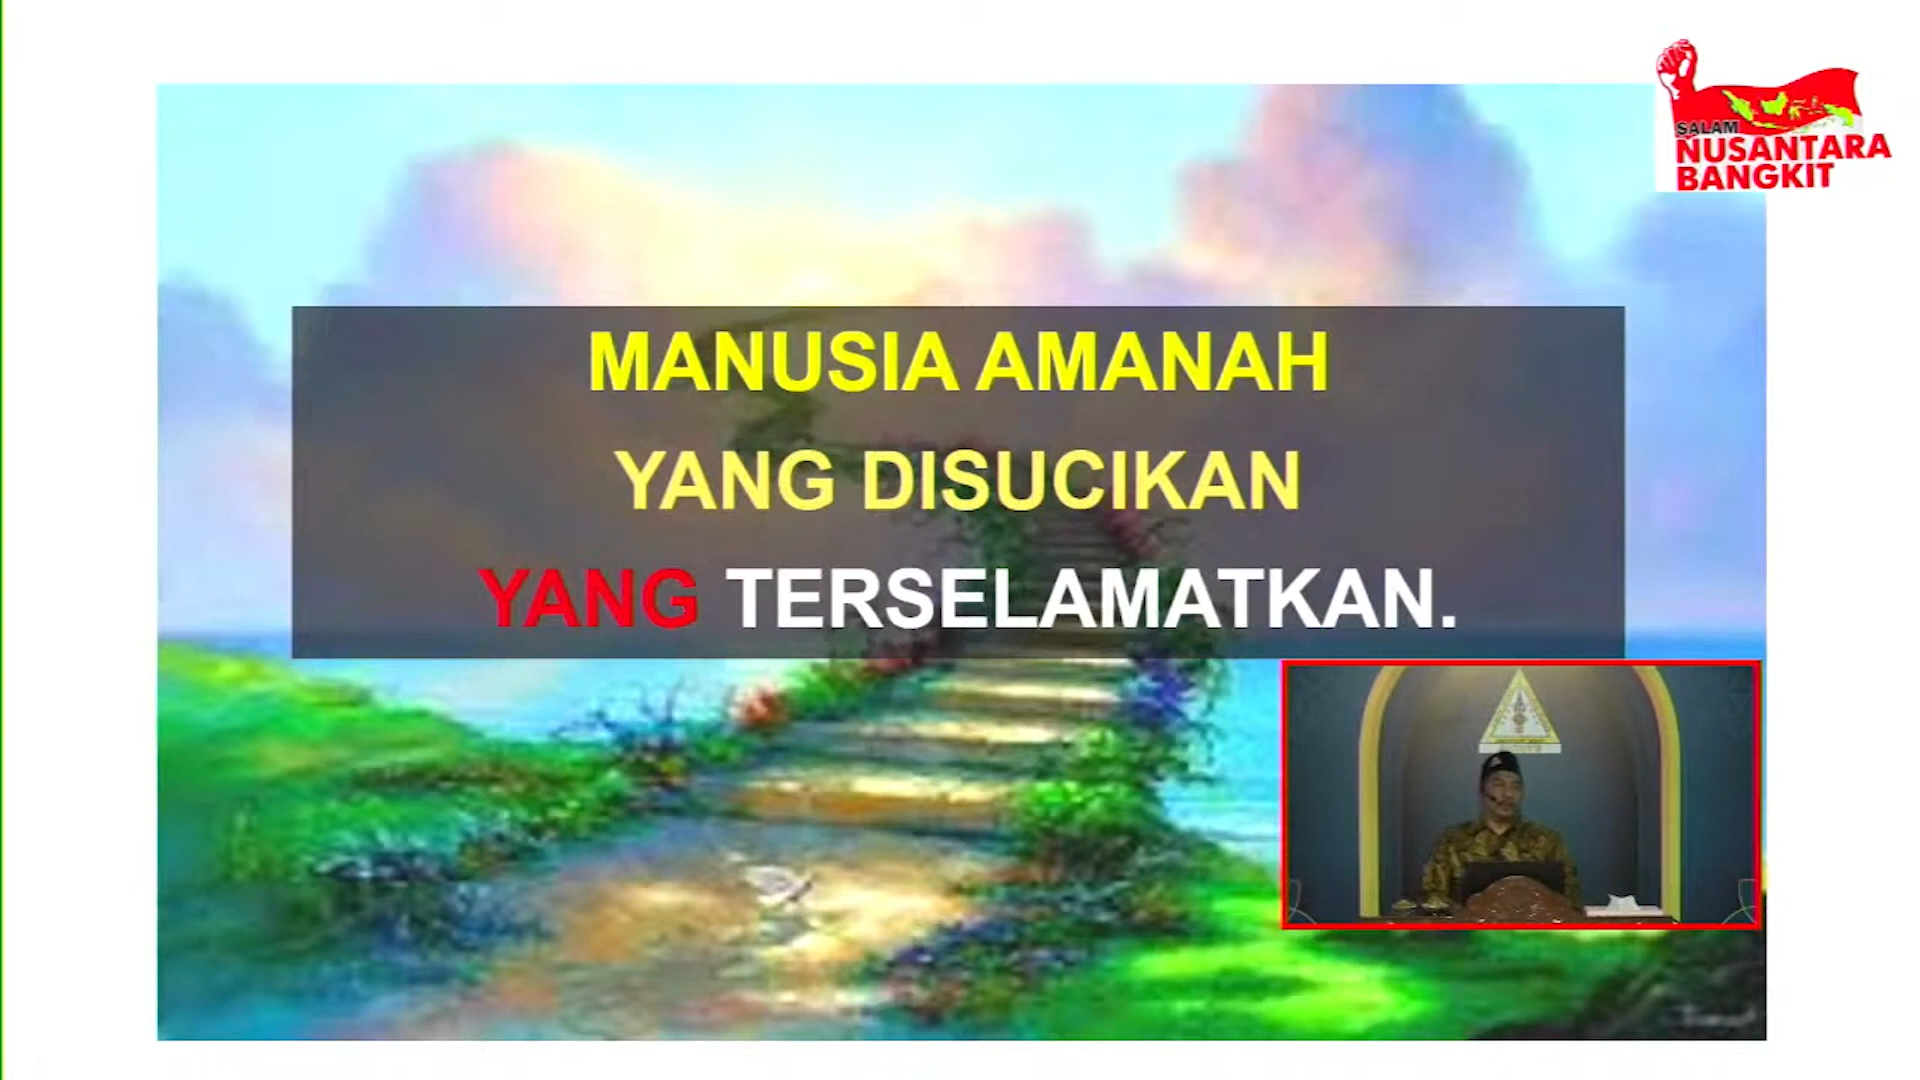 SALAM
NUSANTARA
BANGKIT
MANUSIA AMANAH
YANG DISUCIKAN
YANG TERSELAMATKAN.